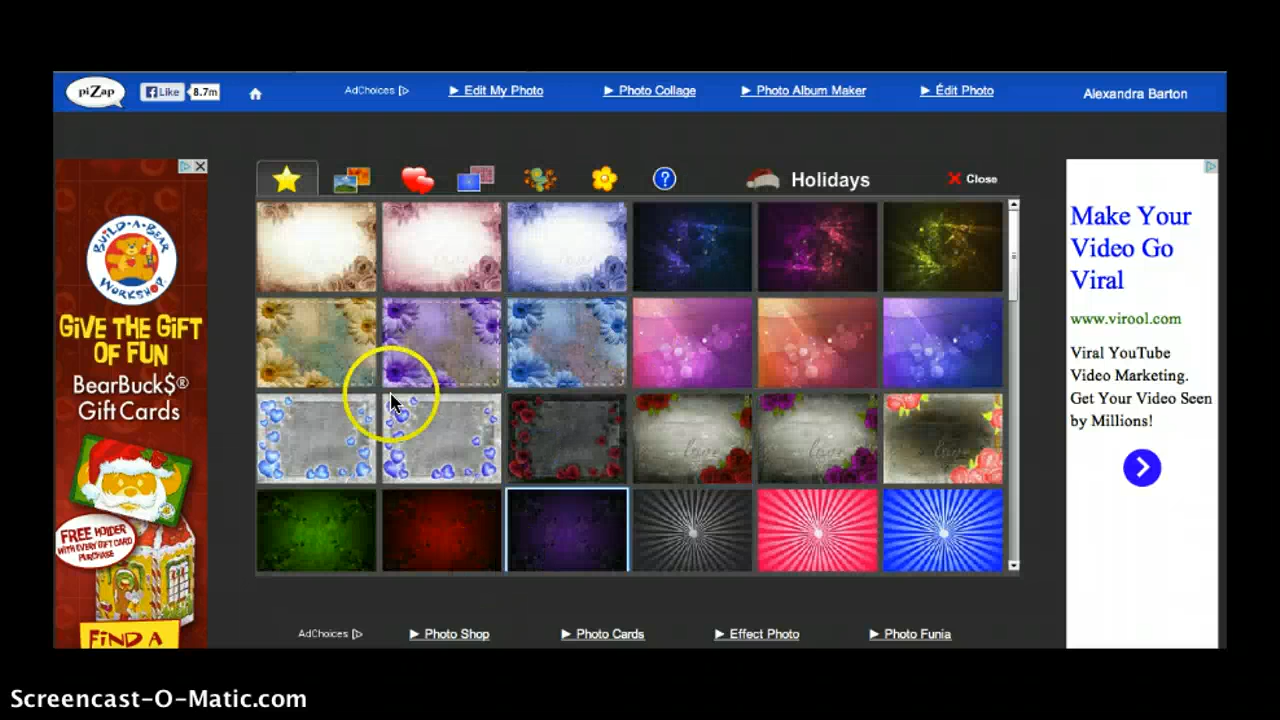 piZap
Like 8.7m
AdChoices
► Edit My Photo
► Photo Collage
► Photo Album Maker
► Édit Photo
Alexandra Barton
Holidays
Close
BUILD-A-BEAR
WORKSHOP
GIVE THE GIFT
OF FUN
BearBuck$®
Gift Cards
FREE HOLDER
WITH EVERY GIFT CARD
PURCHASE
FIND A
love
love
Make Your
Video Go
Viral
www.virool.com
Viral YouTube
Video Marketing.
Get Your Video Seen
by Millions!
AdChoices
► Photo Shop
► Photo Cards
► Effect Photo
► Photo Funia
Screencast-O-Matic.com